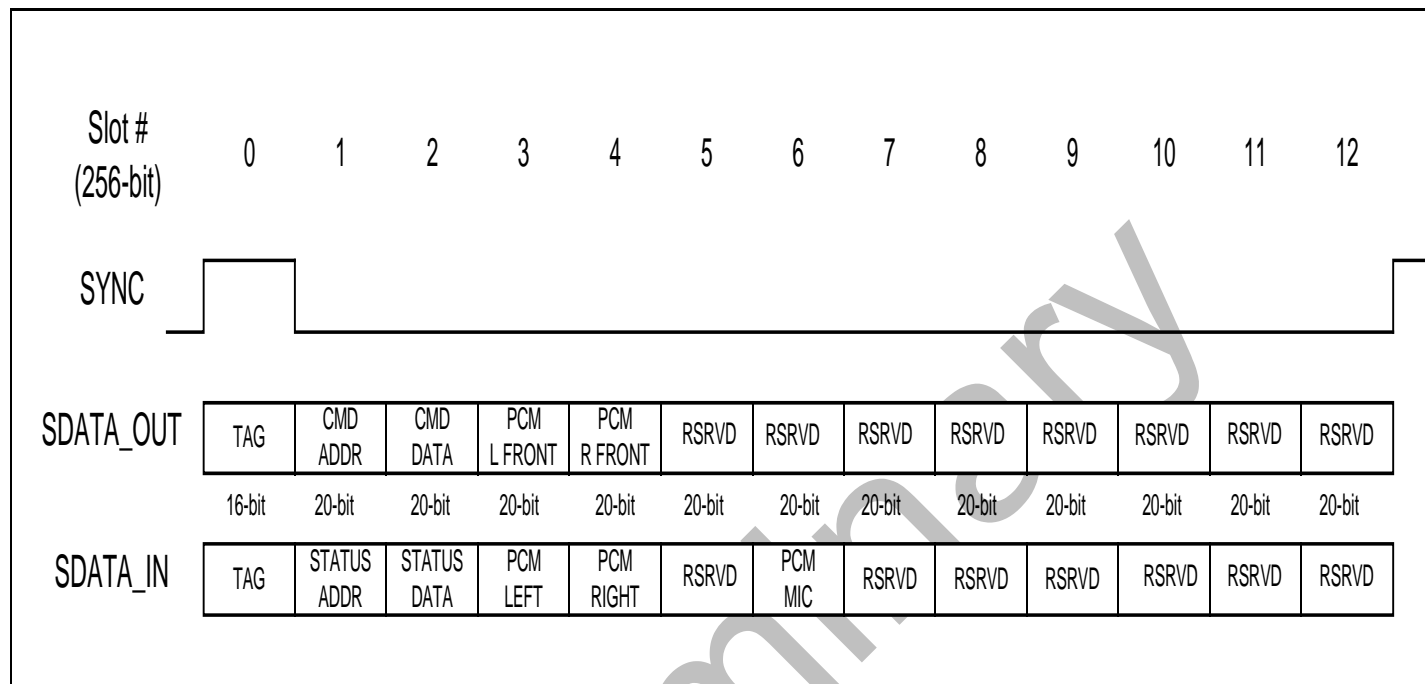 Slot #
(256-bit)
0 1 2 3 4 5 6 7 8 9 10 11 12
SYNC
SDATA_OUT
TAG
CMD
ADDR
CMD
DATA
PCM
L FRONT
PCM
R FRONT
RSRVD
RSRVD
RSRVD
RSRVD
RSRVD
RSRVD
RSRVD
RSRVD
16-bit 20-bit 20-bit 20-bit 20-bit 20-bit 20-bit 20-bit 20-bit 20-bit 20-bit 20-bit 20-bit
SDATA_IN
TAG
STATUS
ADDR
STATUS
DATA
PCM
LEFT
PCM
RIGHT
RSRVD
PCM
MIC
RSRVD
RSRVD
RSRVD
RSRVD
RSRVD
RSRVD
minary